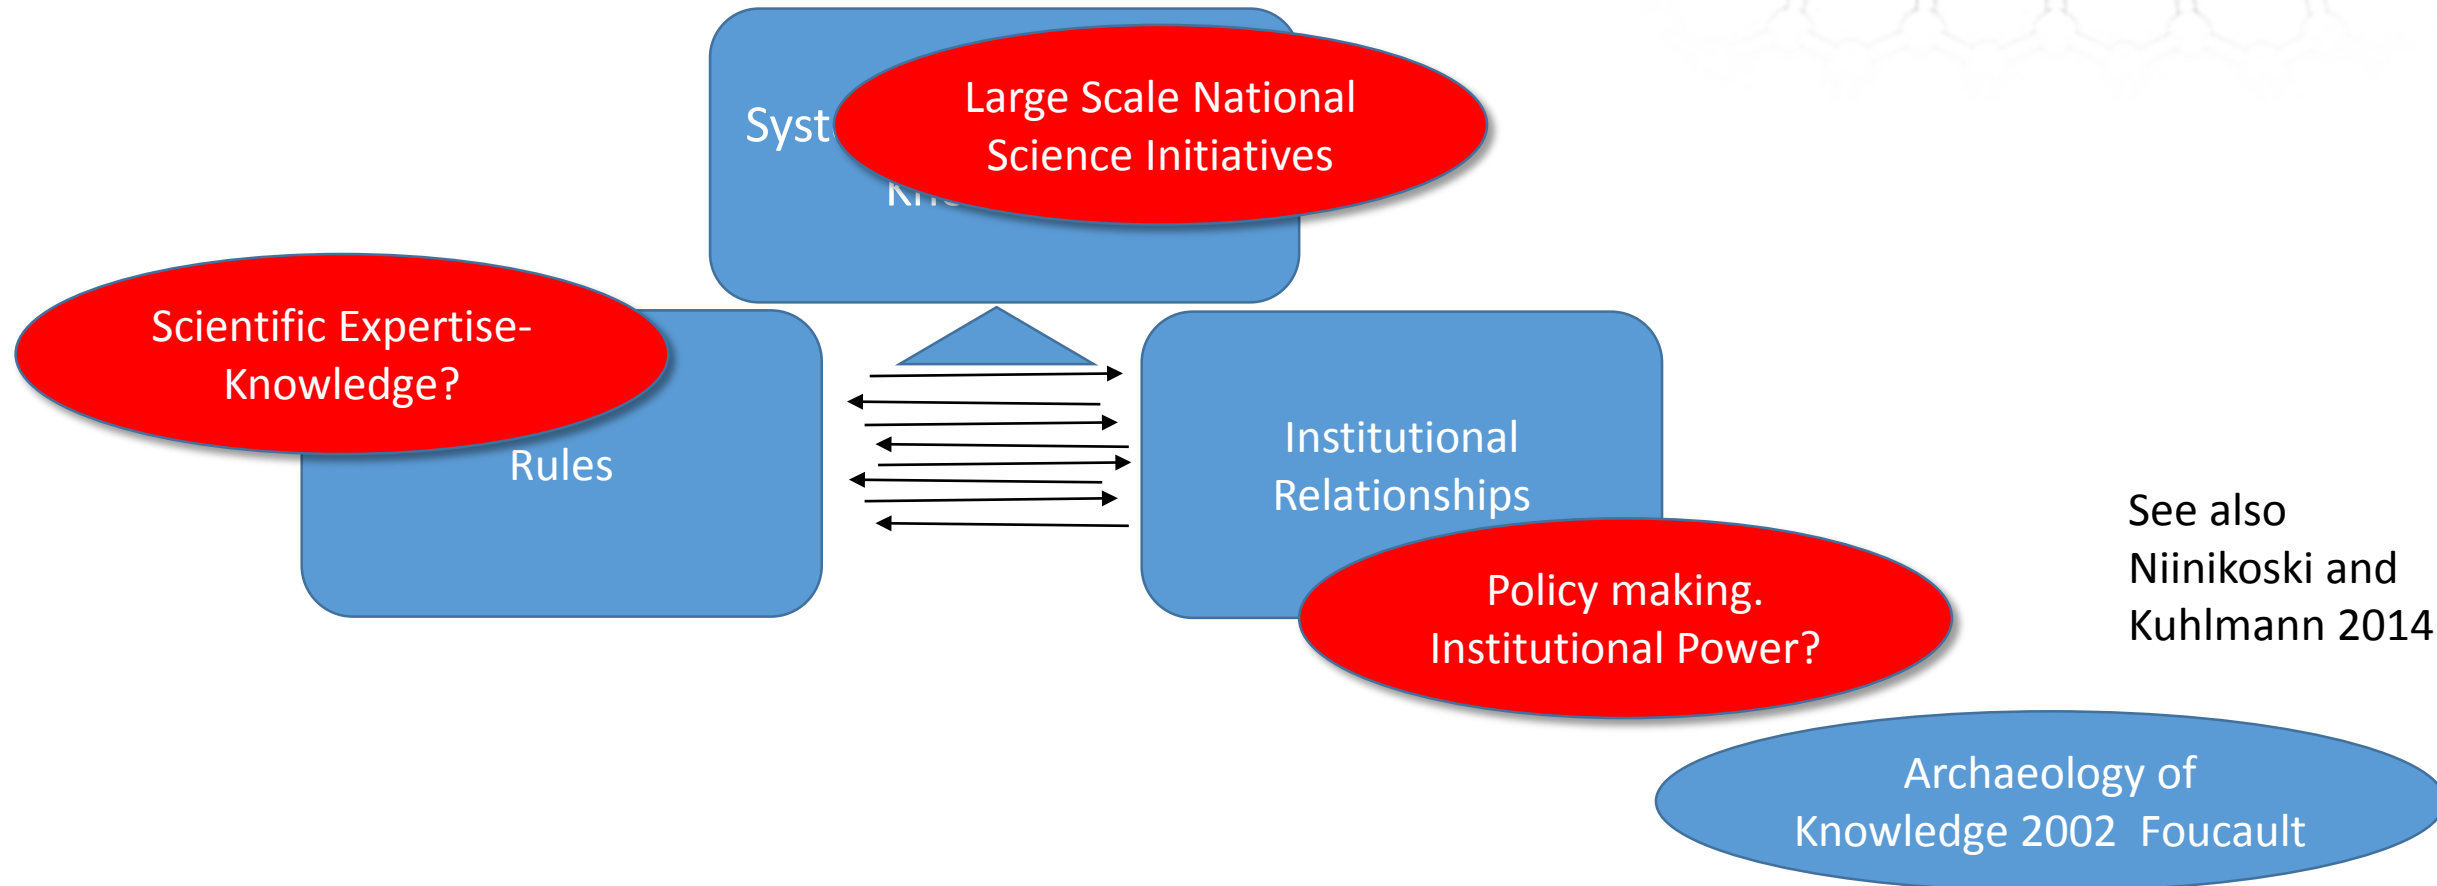 Large Scale National
Science Initiatives
Scientific Expertise-
Knowledge?
Rules
Institutional
Relationships
Policy making.
Institutional Power?
See also
Niinikoski and
Kuhlmann 2014
Archaeology of
Knowledge 2002 Foucault